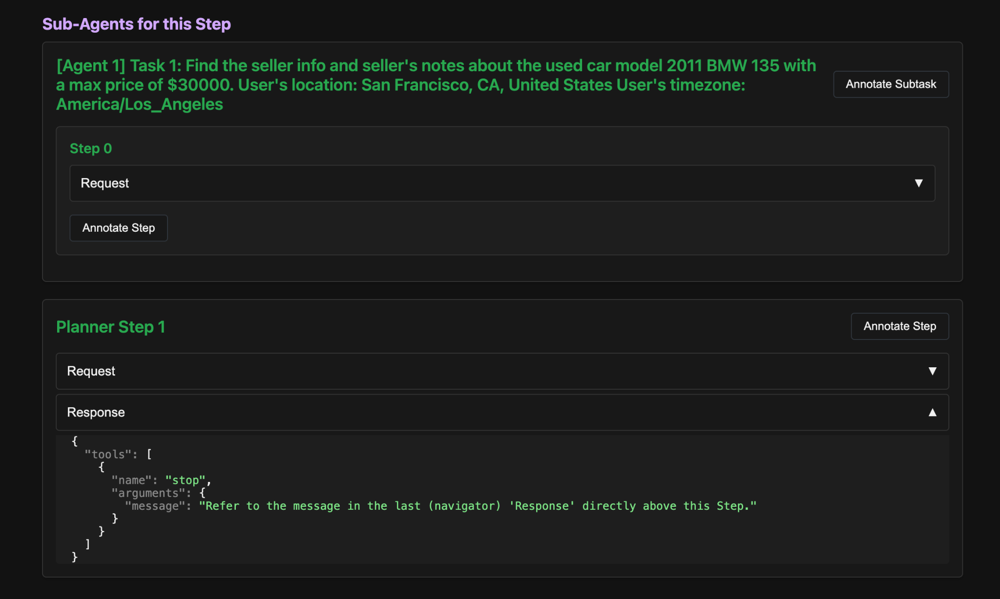 Sub-Agents for this Step
[Agent 1] Task 1: Find the seller info and seller's notes about the used car model 2011 BMW 135 with
a max price of $30000. User's location: San Francisco, CA, United States User's timezone:
America/Los_Angeles
Annotate Subtask
Step 0
Request
▼
Annotate Step
Planner Step 1
Annotate Step
Request
▼
Response
▲
{
  "tools": [
    {
      "name": "stop",
      "arguments": {
        "message": "Refer to the message in the last (navigator) 'Response' directly above this Step."
      }
    }
  ]
}